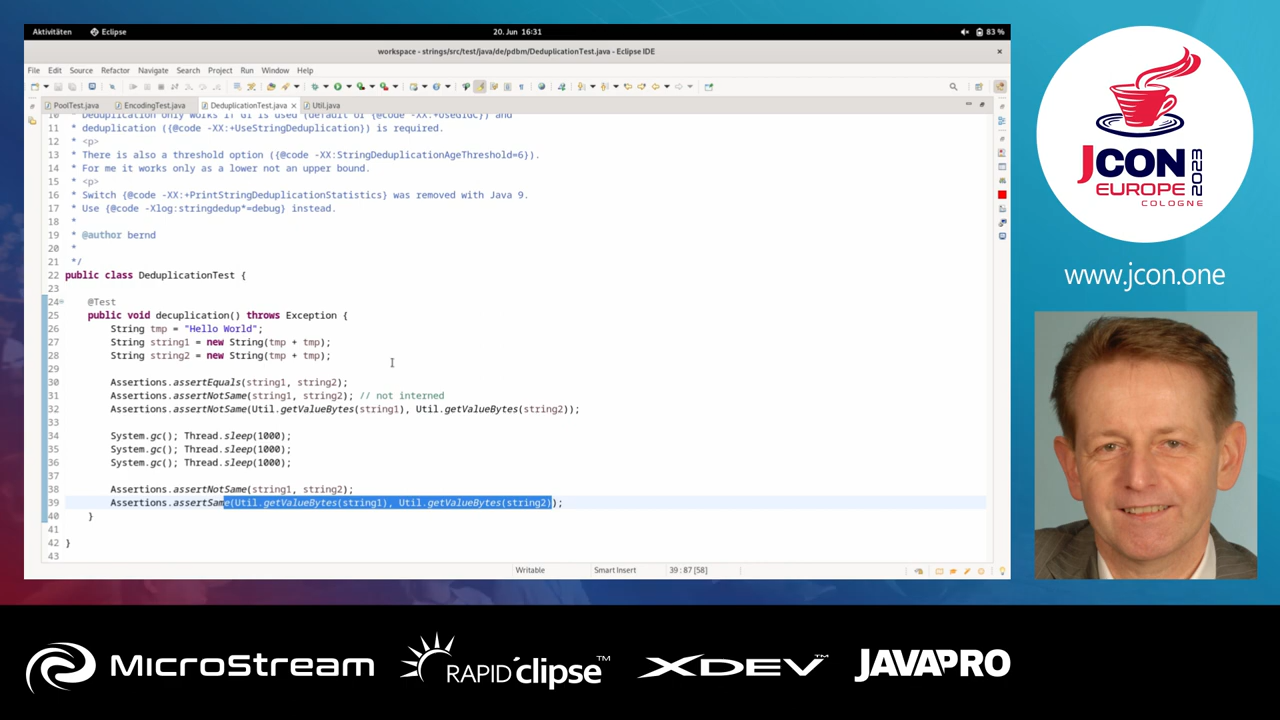 Aktivitäten Eclipse 20. Jun 16:31 83 %
workspace - strings/src/test/java/de/pdbm/DeduplicationTest.java - Eclipse IDE ×
File Edit Source Refactor Navigate Search Project Run Window Help
PoolTest.java EncodingTest.java DeduplicationTest.java × Util.java
11 * deduplication ({@code -XX:+UseStringDeduplication}) is required.
12 * <p>
13 * There is also a threshold option ({@code -XX:StringDeduplicationAgeThreshold=6}).
14 * For me it works only as a lower not an upper bound.
15 * <p>
16 * Switch {@code -XX:+PrintStringDeduplicationStatistics} was removed with Java 9.
17 * Use {@code -Xlog:stringdedup*=debug} instead.
18 *
19 * @author bernd
20 *
21 */
22 public class DeduplicationTest {
23
24 @Test
25 public void decuplication() throws Exception {
26 String tmp = "Hello World";
27 String string1 = new String(tmp + tmp);
28 String string2 = new String(tmp + tmp);
29
30 Assertions.assertEquals(string1, string2);
31 Assertions.assertNotSame(string1, string2); // not interned
32 Assertions.assertNotSame(Util.getValueBytes(string1), Util.getValueBytes(string2));
33
34 System.gc(); Thread.sleep(1000);
35 System.gc(); Thread.sleep(1000);
36 System.gc(); Thread.sleep(1000);
37
38 Assertions.assertNotSame(string1, string2);
39 Assertions.assertSame(Util.getValueBytes(string1), Util.getValueBytes(string2));
40 }
41
42 }
43
Writable Smart Insert 39 : 87 [58]
JCON
2023
EUROPE
COLOGNE
www.jcon.one
MicroStream RAPID'clipse™ XDEV™ JAVAPRO